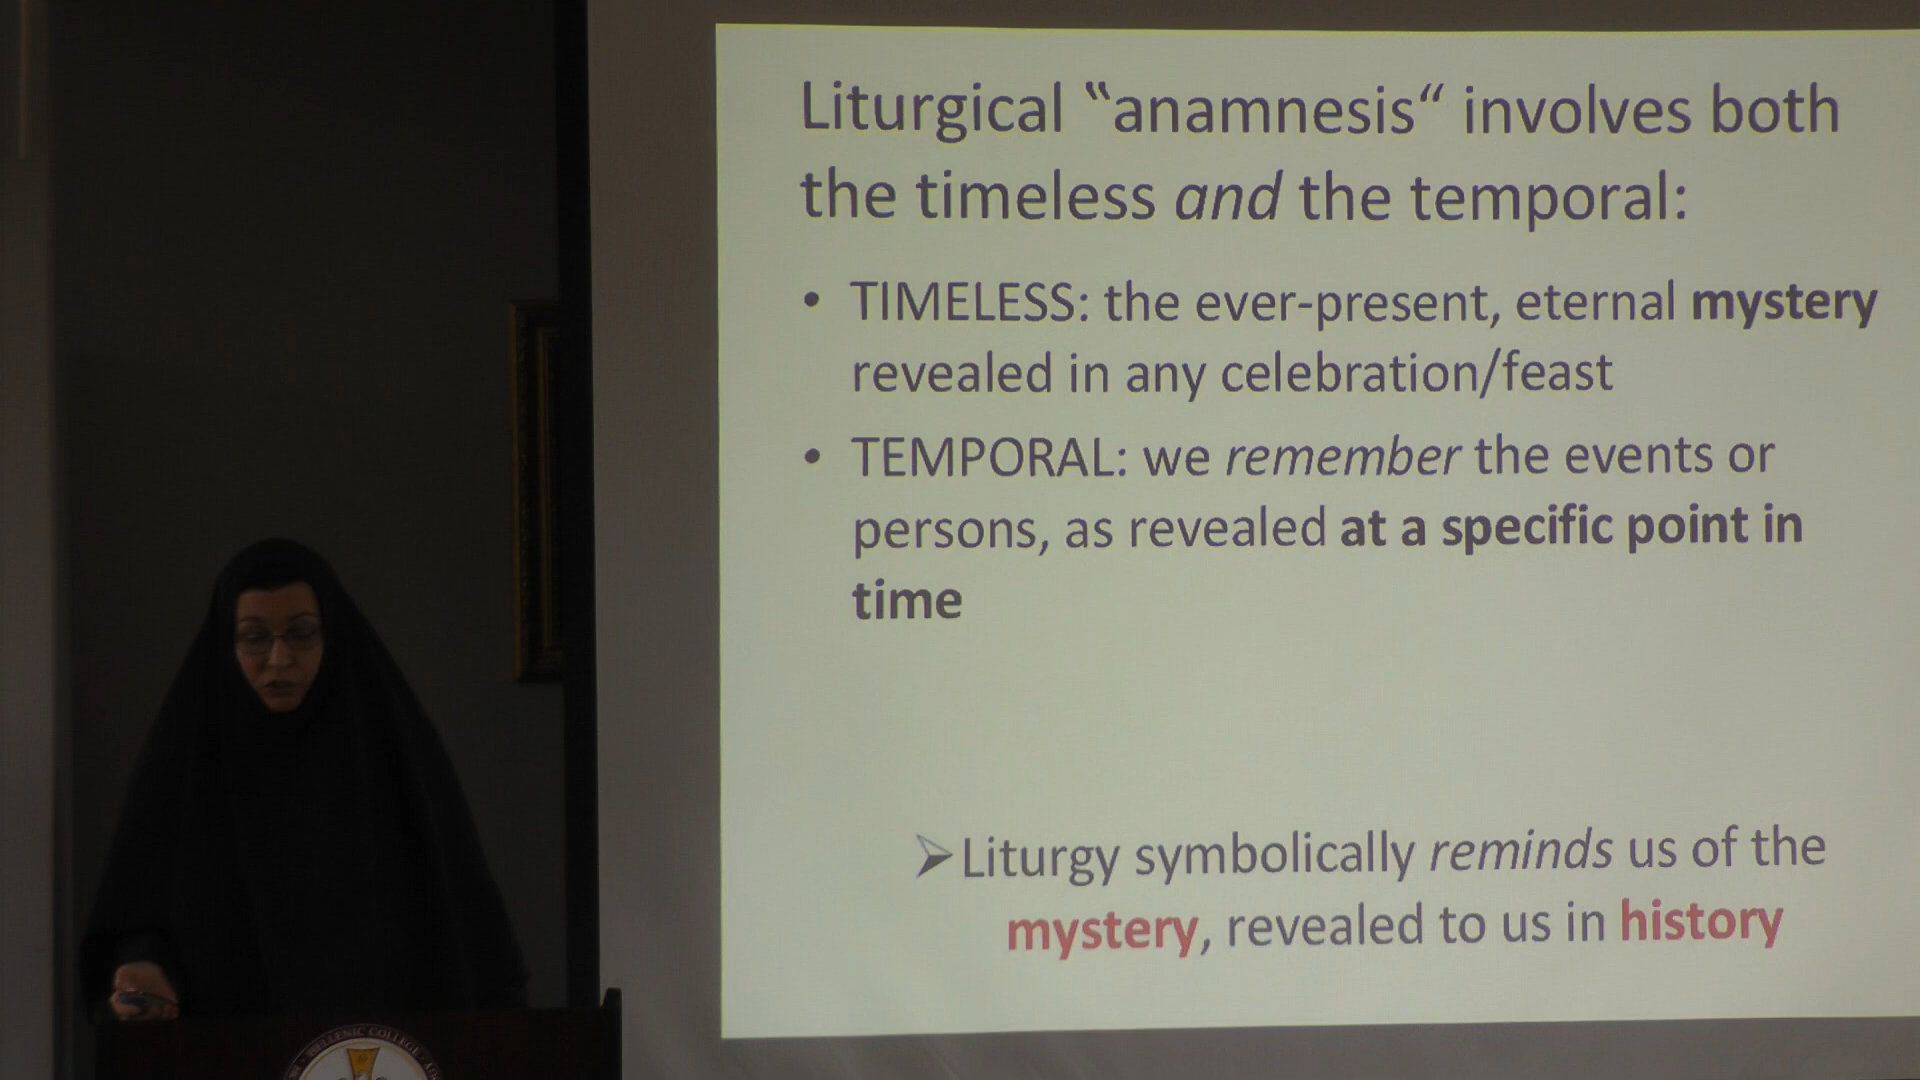 Liturgical “anamnesis“ involves both
the timeless and the temporal:
• TIMELESS: the ever-present, eternal mystery
revealed in any celebration/feast
• TEMPORAL: we remember the events or
persons, as revealed at a specific point in
time
➢Liturgy symbolically reminds us of the
mystery, revealed to us in history
HELLENIC COLLEGE